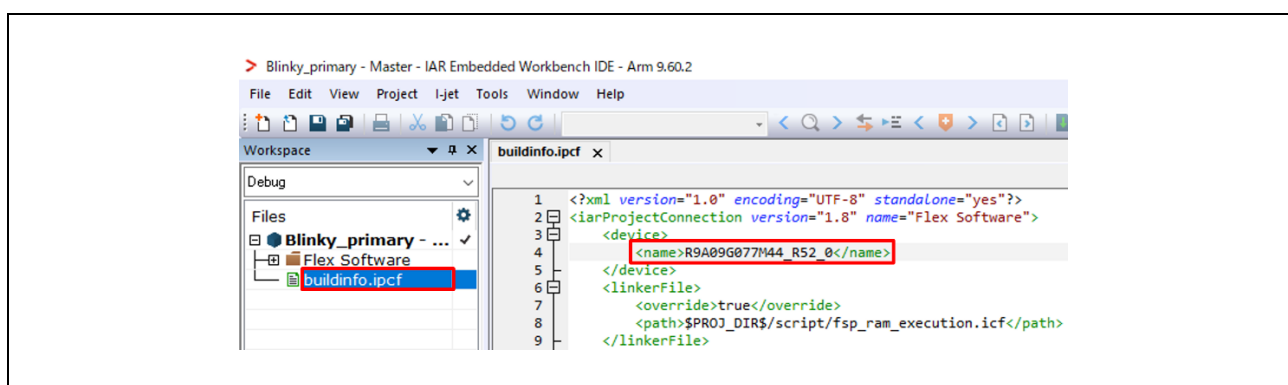 Blinky_primary - Master - IAR Embedded Workbench IDE - Arm 9.60.2
File Edit View Project I-jet Tools Window Help
Workspace
Debug
Files
Blinky_primary - ...
Flex Software
buildinfo.ipcf
buildinfo.ipcf
1 <?xml version="1.0" encoding="UTF-8" standalone="yes"?>
2 <iarProjectConnection version="1.8" name="Flex Software">
3 <device>
4 <name>R9A09G077M44_R52_0</name>
5 </device>
6 <linkerFile>
7 <override>true</override>
8 <path>$PROJ_DIR$/script/fsp_ram_execution.icf</path>
9 </linkerFile>